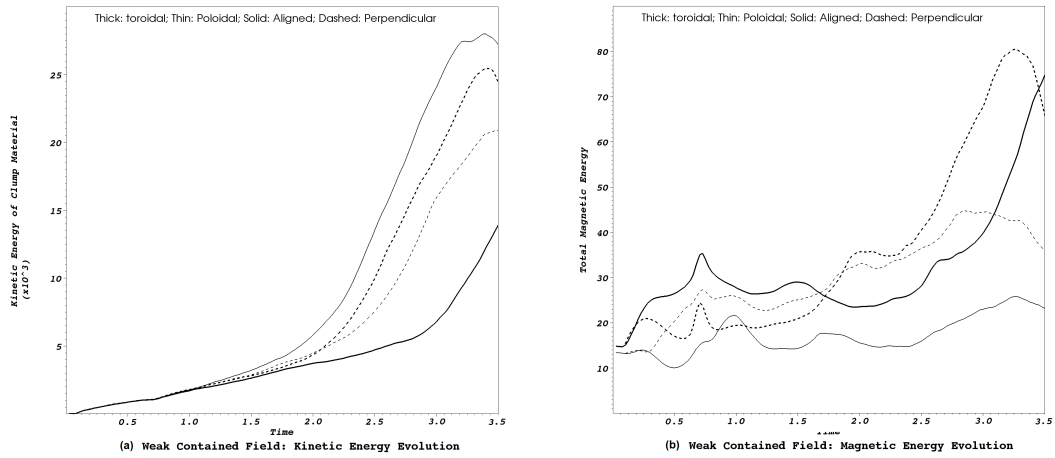 Thick: toroidal; Thin: Poloidal; Solid: Aligned; Dashed: Perpendicular
Kinetic Energy of Clump Material
(x10^3)
25
20
15
10
5
0.5 1.0 1.5 2.0 2.5 3.0 3.5
Time
(a) Weak Contained Field: Kinetic Energy Evolution
Thick: toroidal; Thin: Poloidal; Solid: Aligned; Dashed: Perpendicular
Total Magnetic Energy
80
70
60
50
40
30
20
10
0.5 1.0 1.5 2.0 2.5 3.0 3.5
Time
(b) Weak Contained Field: Magnetic Energy Evolution